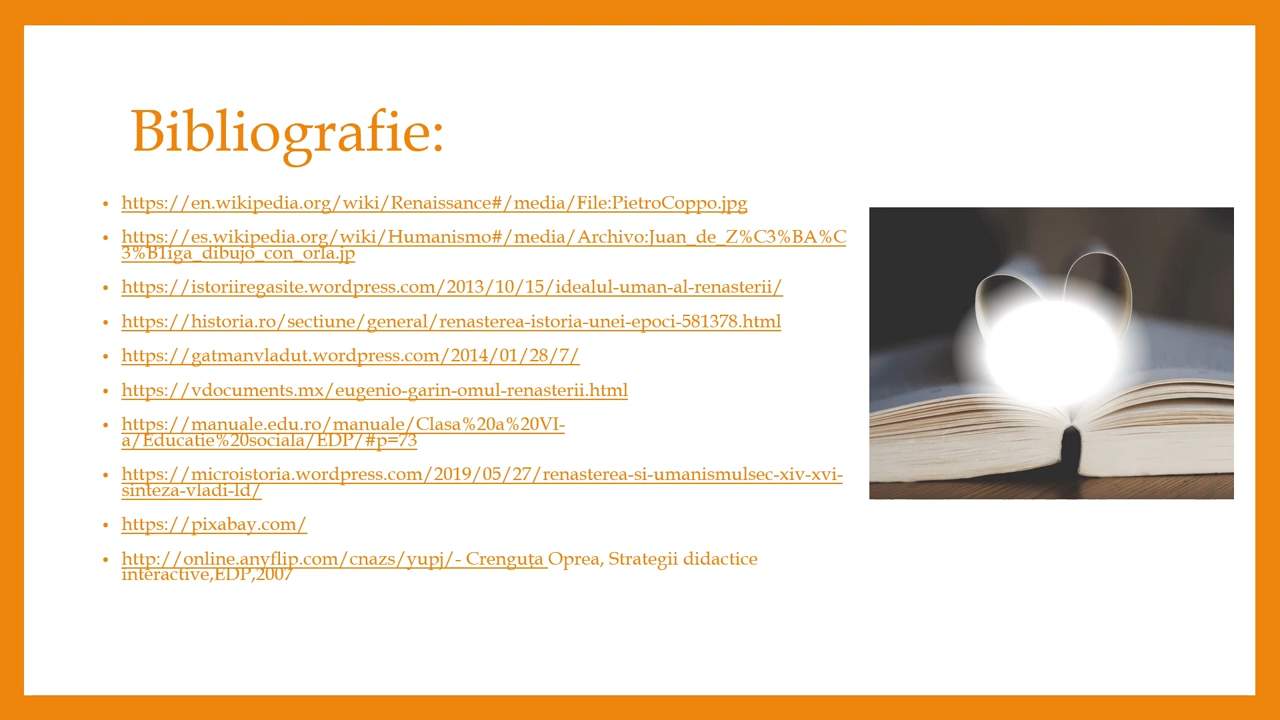 Bibliografie:
• https://en.wikipedia.org/wiki/Renaissance#/media/File:PietroCoppo.jpg
• https://es.wikipedia.org/wiki/Humanismo#/media/Archivo:Juan_de_Z%C3%BA%C
3%B1iga_dibujo_con_orla.jp
• https://istoriiregasite.wordpress.com/2013/10/15/idealul-uman-al-renasterii/
• https://historia.ro/sectiune/general/renasterea-istoria-unei-epoci-581378.html
• https://gatmanvladut.wordpress.com/2014/01/28/7/
• https://vdocuments.mx/eugenio-garin-omul-renasterii.html
• https://manuale.edu.ro/manuale/Clasa%20a%20VI-
a/Educatie%20sociala/EDP/#p=73
• https://microistoria.wordpress.com/2019/05/27/renasterea-si-umanismulsec-xiv-xvi-
sinteza-vladi-ld/
• https://pixabay.com/
• http://online.anyflip.com/cnazs/yupj/- Crenguța Oprea, Strategii didactice
interactive,EDP,2007